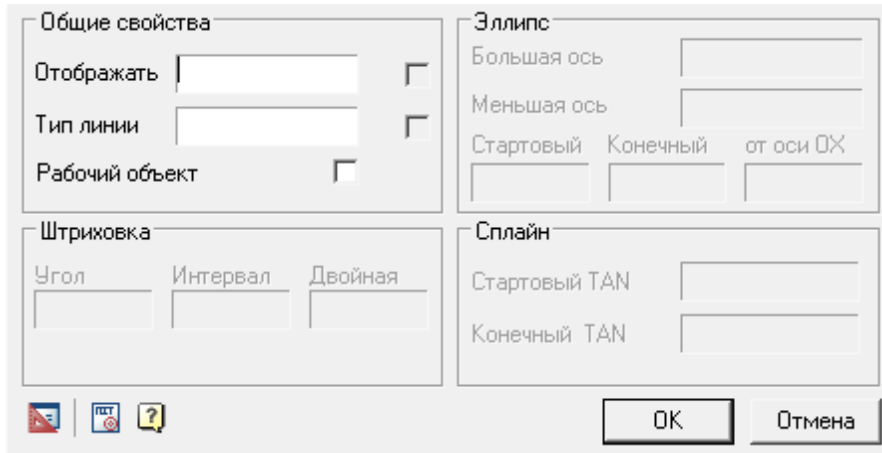 Общие свойства
Отображать
Тип линии
Рабочий объект
Эллипс
Большая ось
Меньшая ось
Стартовый Конечный от оси OX
Штриховка
Угол Интервал Двойная
Сплайн
Стартовый TAN
Конечный TAN
?
OK Отмена